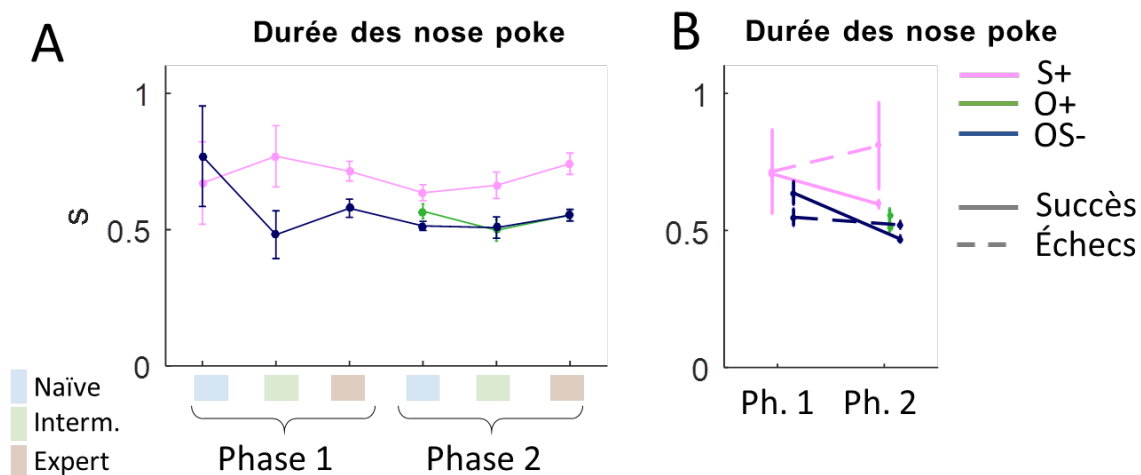 A
Durée des nose poke
1
0.5
0
s
Naïve
Interm.
Expert
Phase 1
Phase 2
B
Durée des nose poke
1
0.5
0
Ph. 1
Ph. 2
S+
O+
OS-
Succès
Échecs